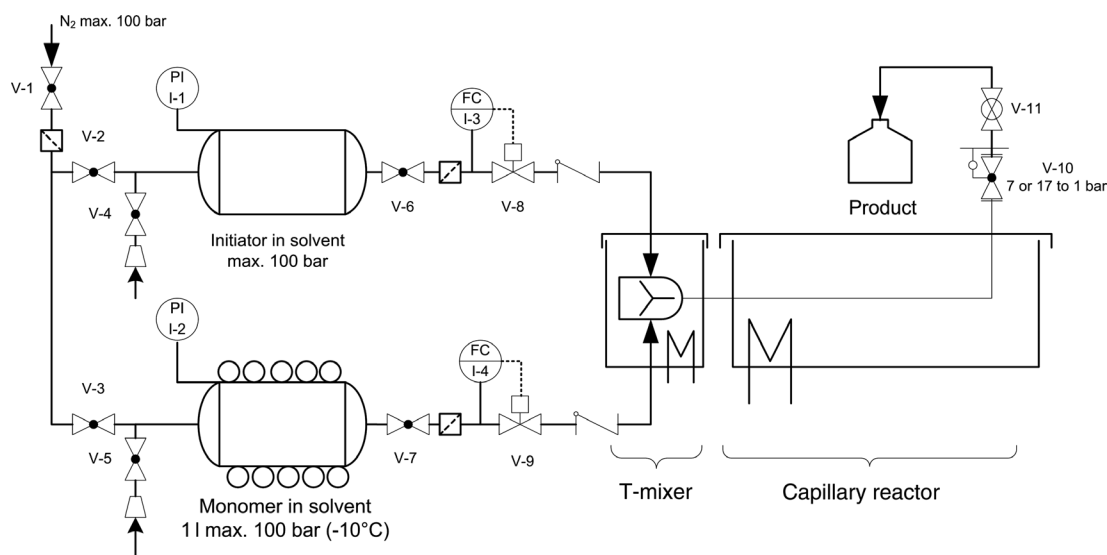 N₂ max. 100 bar
V-1
V-2
V-4
PI
I-1
Initiator in solvent
max. 100 bar
V-6
FC
I-3
V-8
V-11
V-10
7 or 17 to 1 bar
Product
V-3
V-5
PI
I-2
Monomer in solvent
1 l max. 100 bar (-10°C)
V-7
FC
I-4
V-9
T-mixer
Capillary reactor